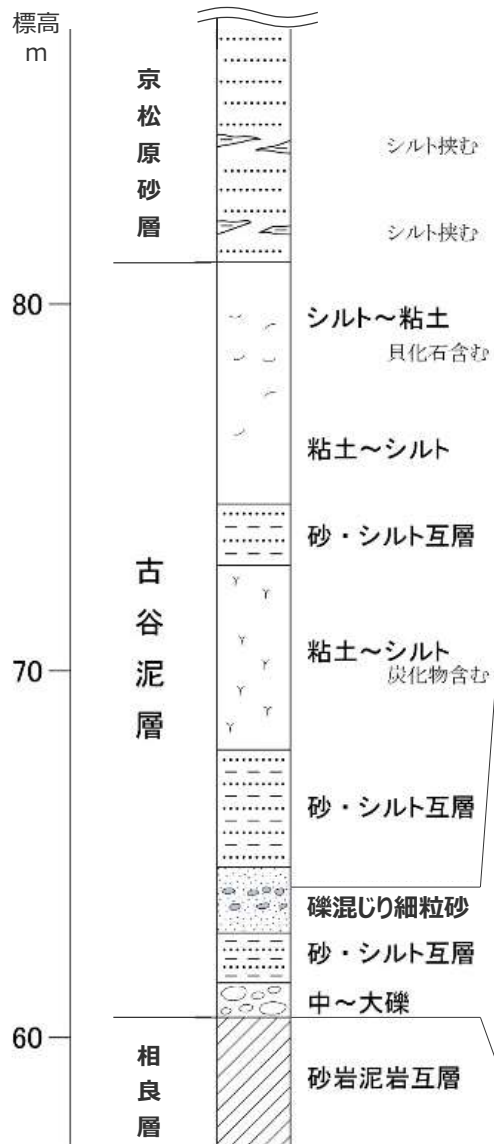 標高
m
京松原砂層
シルト挟む
シルト挟む
80
シルト～粘土
貝化石含む
粘土～シルト
砂・シルト互層
古谷泥層
70
粘土～シルト
炭化物含む
砂・シルト互層
礫混じり細粒砂
砂・シルト互層
中～大礫
60
相良層
砂岩泥岩互層